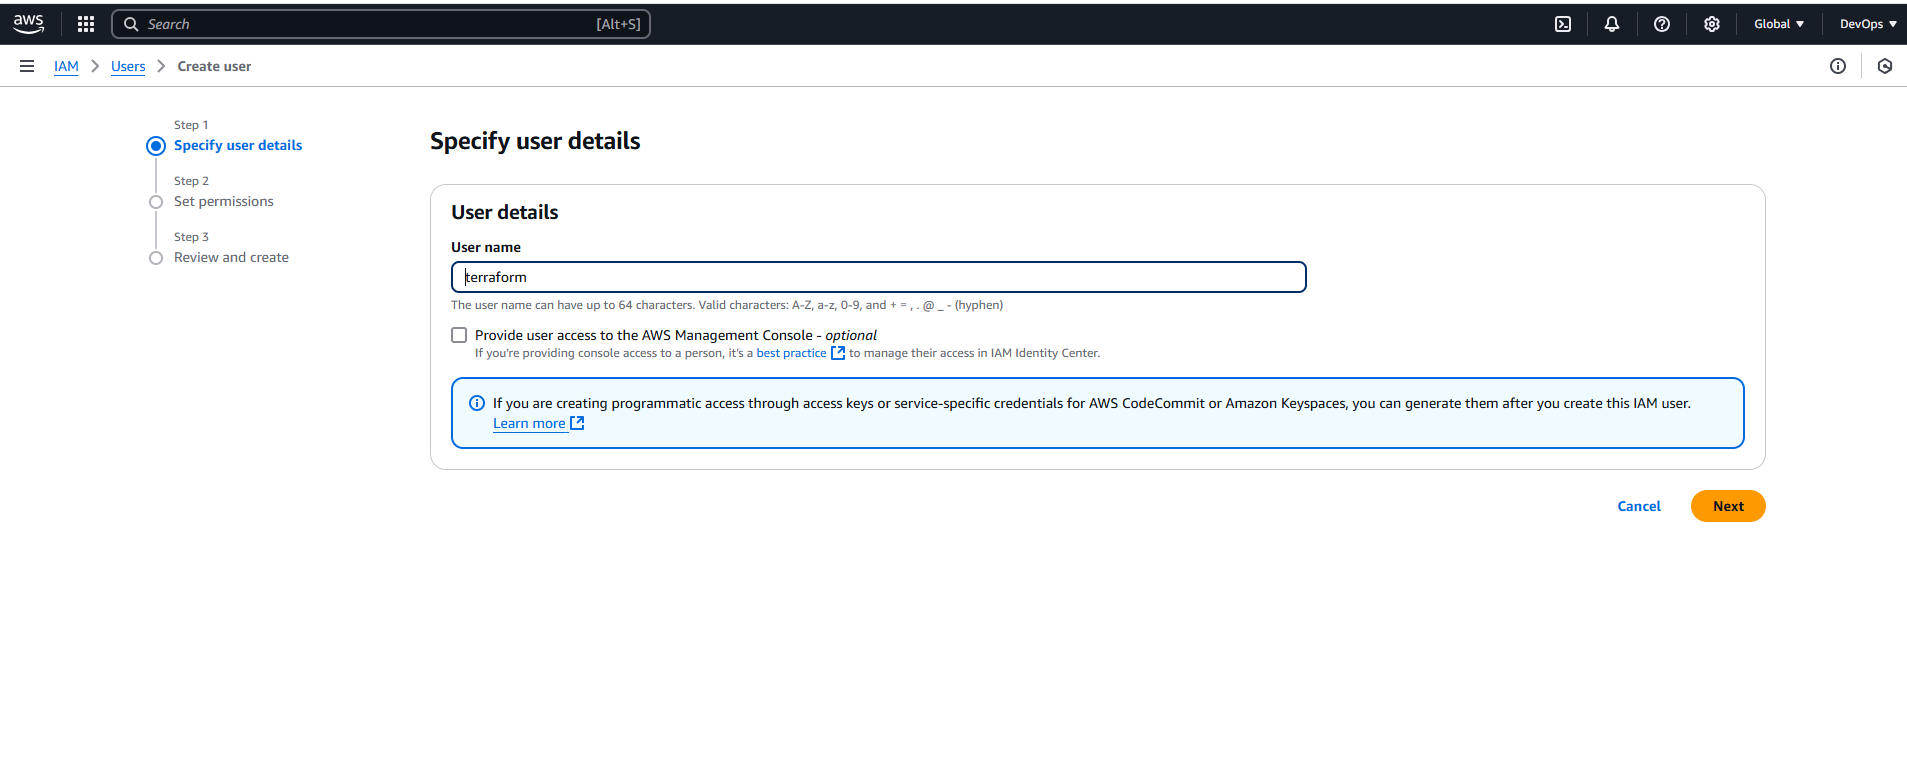 aws
Search [Alt+S]
Global
DevOps
IAM > Users > Create user
Step 1
Specify user details
Step 2
Set permissions
Step 3
Review and create
Specify user details
User details
User name
terraform
The user name can have up to 64 characters. Valid characters: A-Z, a-z, 0-9, and + = , . @ _ - (hyphen)
Provide user access to the AWS Management Console - optional
If you're providing console access to a person, it's a best practice to manage their access in IAM Identity Center.
If you are creating programmatic access through access keys or service-specific credentials for AWS CodeCommit or Amazon Keyspaces, you can generate them after you create this IAM user.
Learn more
Cancel
Next